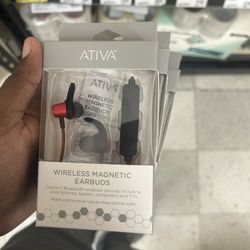 ATIVA
ATIVA
WIRELESS
MAGNETIC
EARBUDS
WIRELESS MAGNETIC
EARBUDS
Connect Bluetooth-enabled devices including
smartphones, tablets, computers and TVs
Make and receive hands-free phone calls